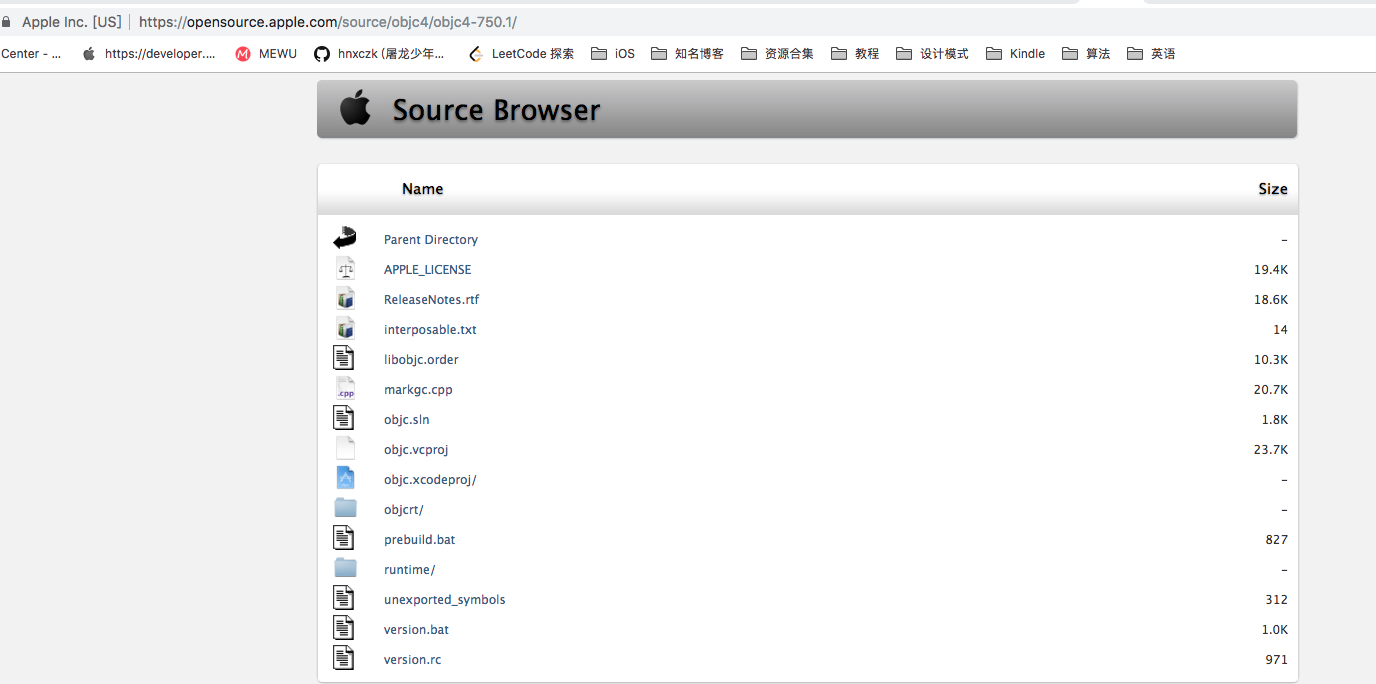 Apple Inc. [US] | https://opensource.apple.com/source/objc4/objc4-750.1/
Center - ... https://developer.... M MEWU hnxczk (屠龙少年... LeetCode 探索 iOS 知名博客 资源合集 教程 设计模式 Kindle 算法 英语
Source Browser
Name Size
Parent Directory –
APPLE_LICENSE 19.4K
ReleaseNotes.rtf 18.6K
interposable.txt 14
libobjc.order 10.3K
.cpp markgc.cpp 20.7K
objc.sln 1.8K
objc.vcproj 23.7K
objc.xcodeproj/ –
objcrt/ –
prebuild.bat 827
runtime/ –
unexported_symbols 312
version.bat 1.0K
version.rc 971